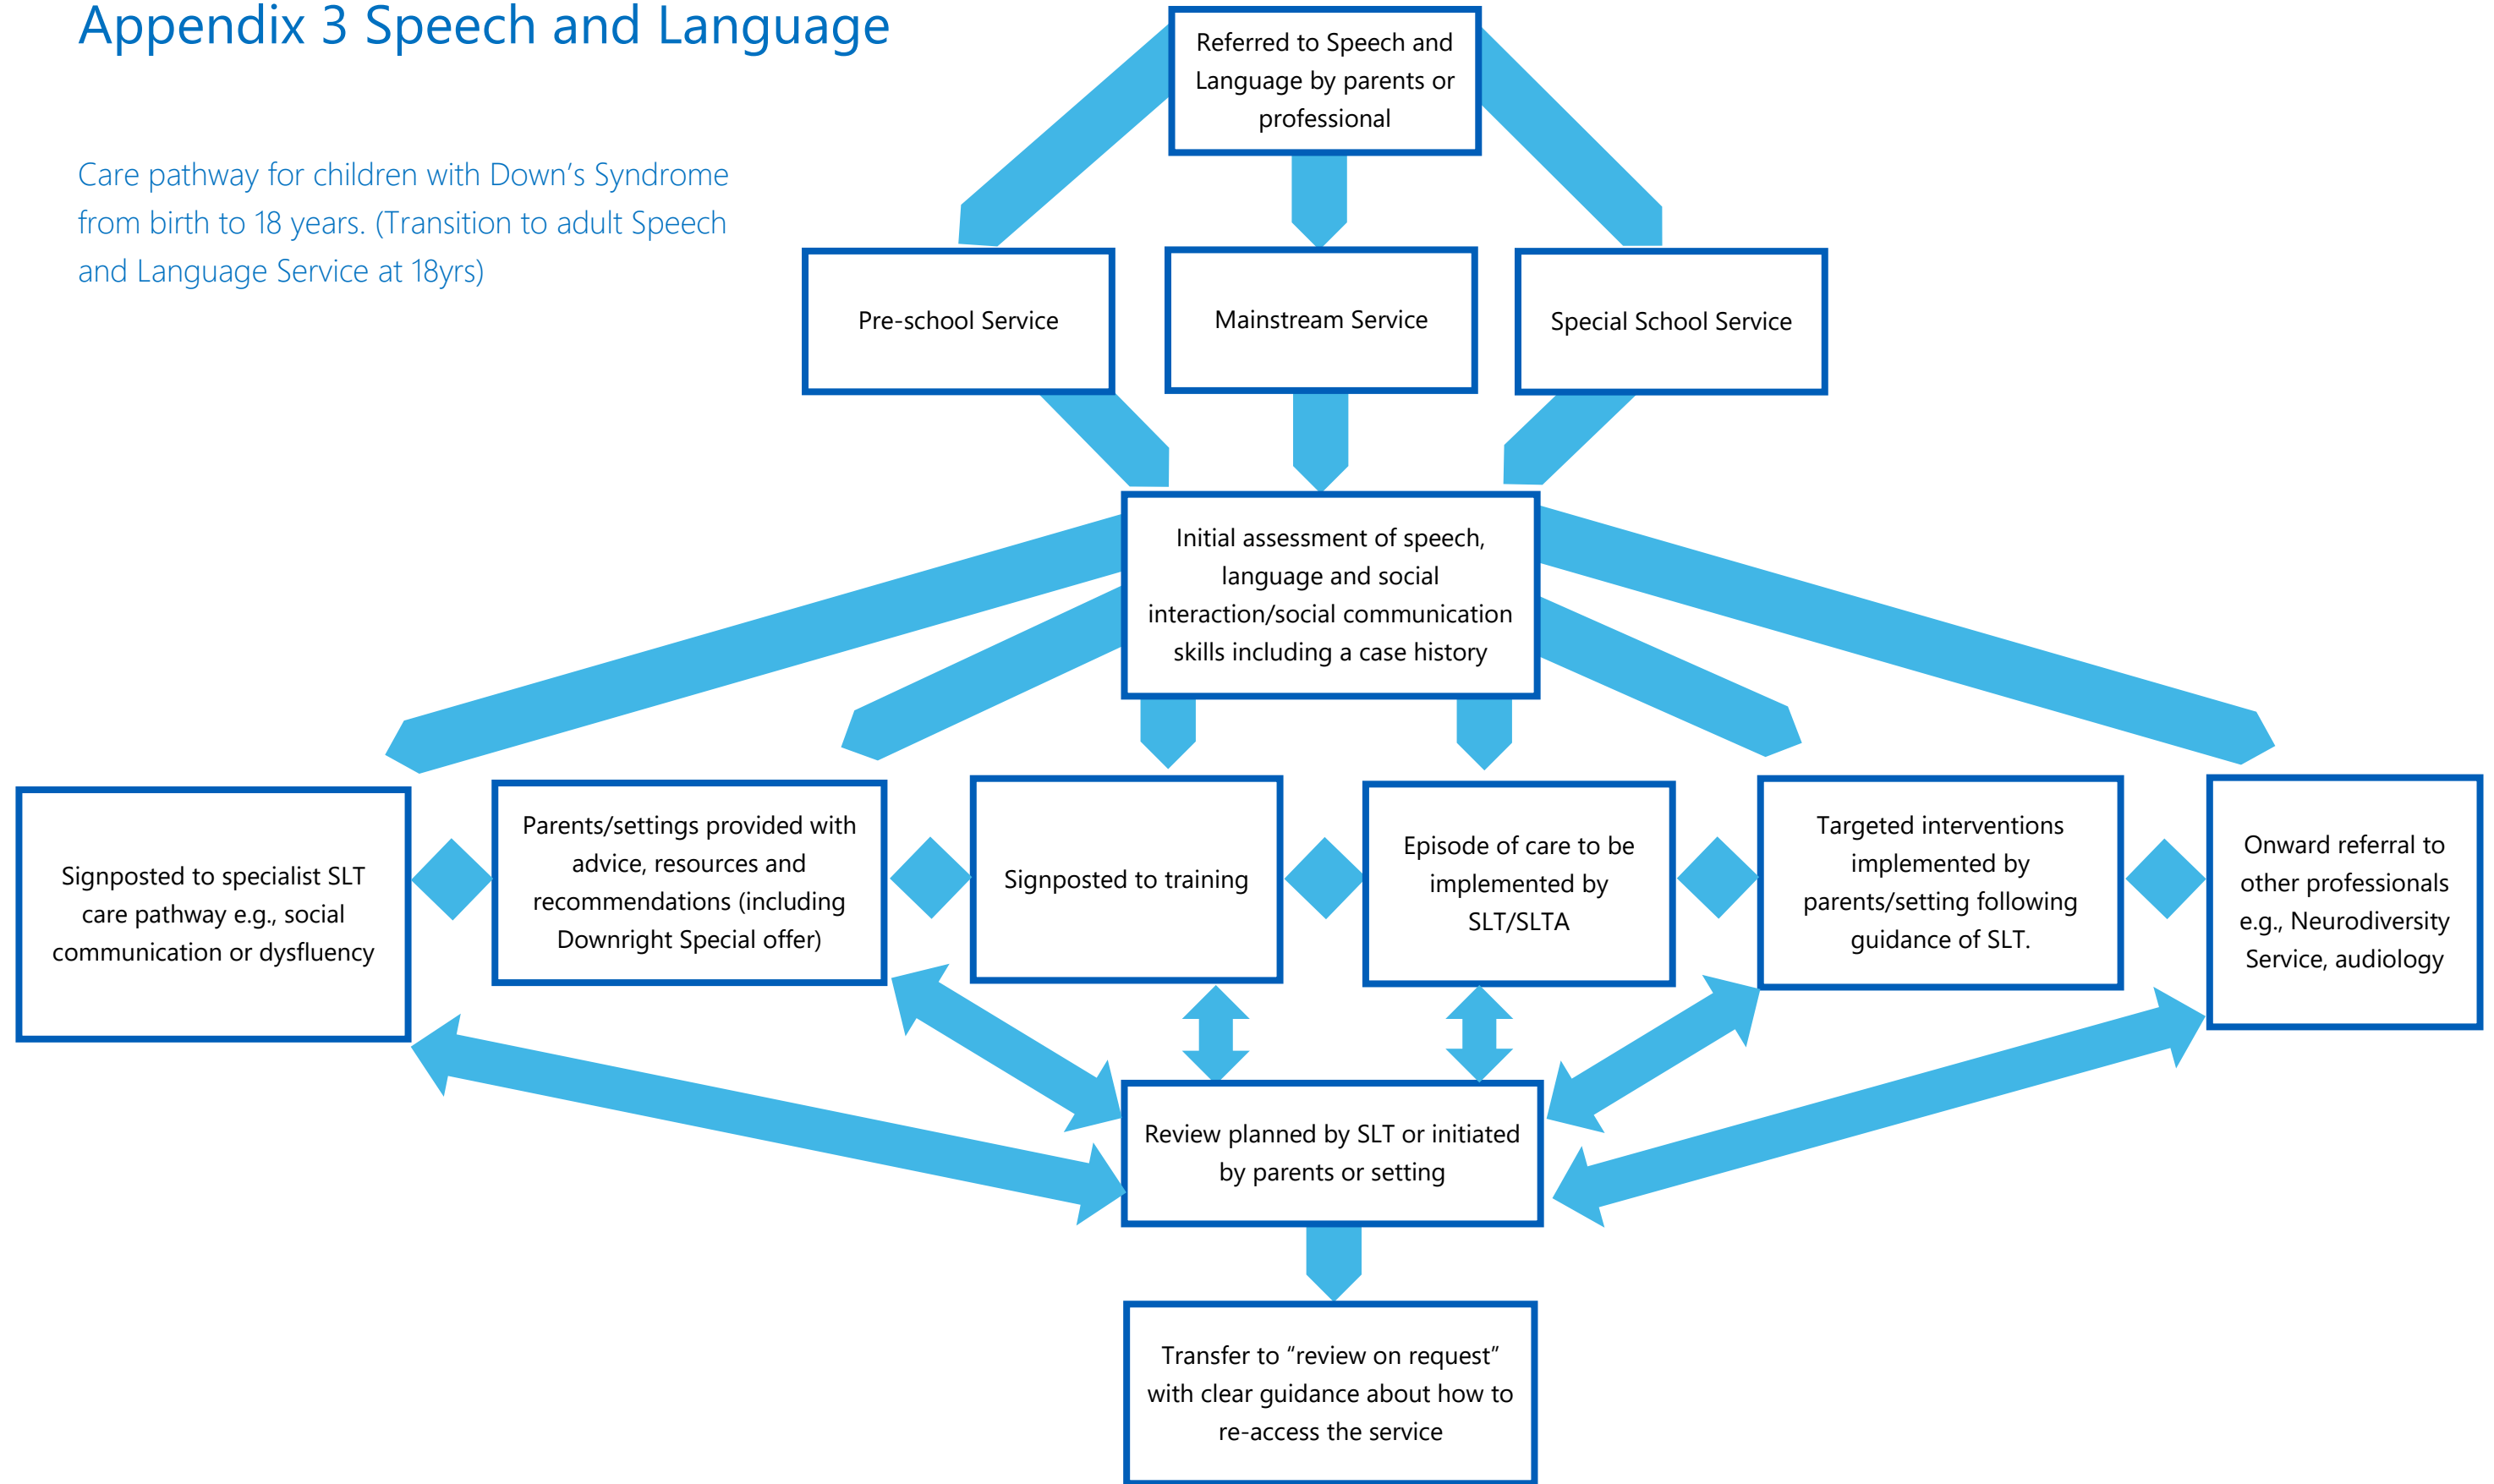 Appendix 3 Speech and Language
Care pathway for children with Down’s Syndrome
from birth to 18 years. (Transition to adult Speech
and Language Service at 18yrs)
Referred to Speech and
Language by parents or
professional
Pre-school Service
Mainstream Service
Special School Service
Initial assessment of speech,
language and social
interaction/social communication
skills including a case history
Signposted to specialist SLT
care pathway e.g., social
communication or dysfluency
Parents/settings provided with
advice, resources and
recommendations (including
Downright Special offer)
Signposted to training
Episode of care to be
implemented by
SLT/SLTA
Targeted interventions
implemented by
parents/setting following
guidance of SLT.
Onward referral to
other professionals
e.g., Neurodiversity
Service, audiology
Review planned by SLT or initiated
by parents or setting
Transfer to “review on request”
with clear guidance about how to
re-access the service